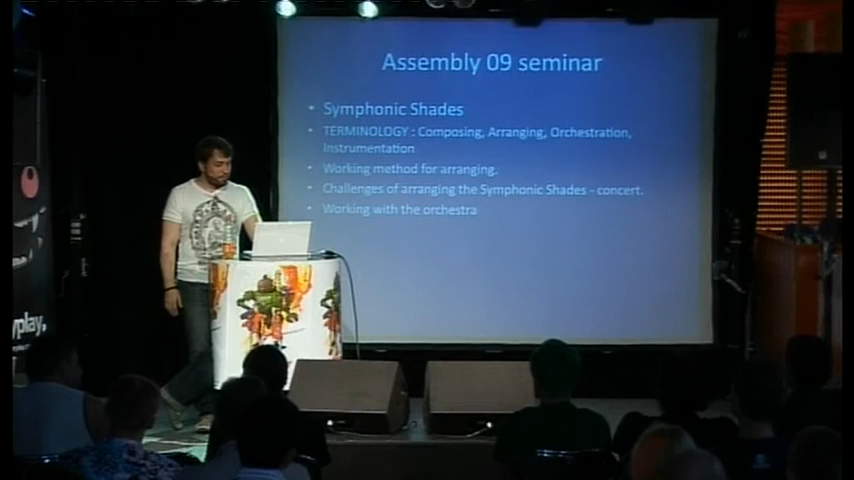 Assembly 09 seminar
• Symphonic Shades
• TERMINOLOGY : Composing, Arranging, Orchestration,
Instrumentation
• Working method for arranging.
• Challenges of arranging the Symphonic Shades - concert.
• Working with the orchestra
yplay.